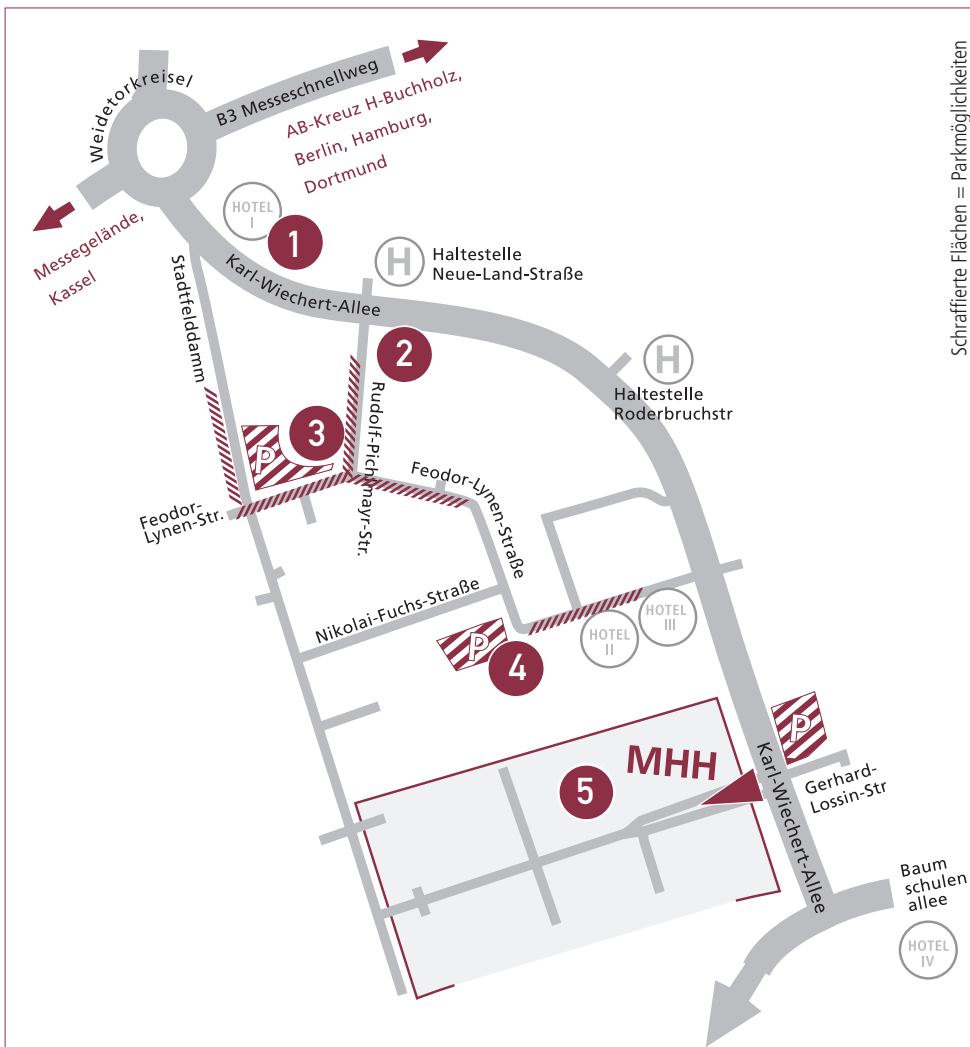 Weidetorkreisel
B3 Messeschnellweg
AB-Kreuz H-Buchholz,
Berlin, Hamburg,
Dortmund
Schraffierte Flächen = Parkmöglichkeiten
Messegelände,
Kassel
HOTEL
I
1
Karl-Wiechert-Allee
H
Haltestelle
Neue-Land-Straße
Stadtfelddamm
2
H
Haltestelle
Roderbruchstr
Rudolf-Pichlmayr-Str.
3
P
Feodor-Lynen-Straße
Feodor-
Lynen-Str.
Nikolai-Fuchs-Straße
P
4
HOTEL
II
HOTEL
III
P
MHH
5
Karl-Wiechert-Allee
Gerhard-
Lossin-Str
Baum
schulen
allee
HOTEL
IV